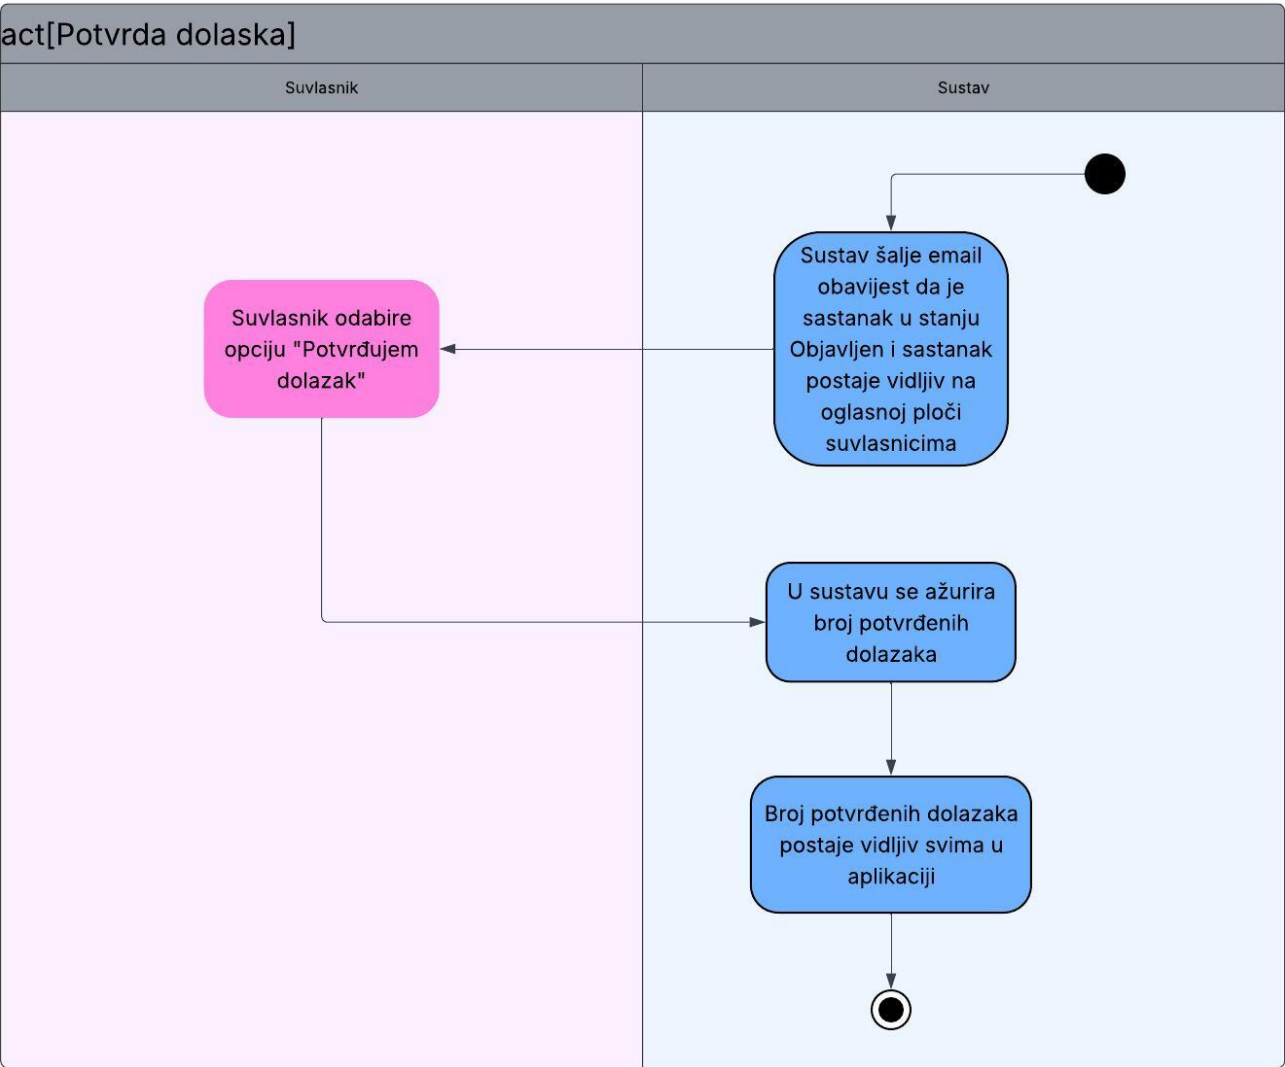 act[Potvrda dolaska]
Suvlasnik
Sustav
Sustav šalje email
obavijest da je
sastanak u stanju
Objavljen i sastanak
postaje vidljiv na
oglasnoj ploči
suvlasnicima
Suvlasnik odabire
opciju "Potvrđujem
dolazak"
U sustavu se ažurira
broj potvrđenih
dolazaka
Broj potvrđenih dolazaka
postaje vidljiv svima u
aplikaciji